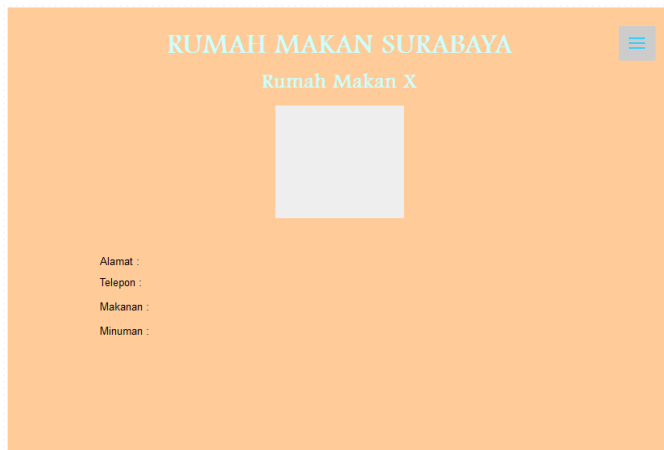 RUMAH MAKAN SURABAYA
Rumah Makan X
Alamat :
Telepon :
Makanan :
Minuman :